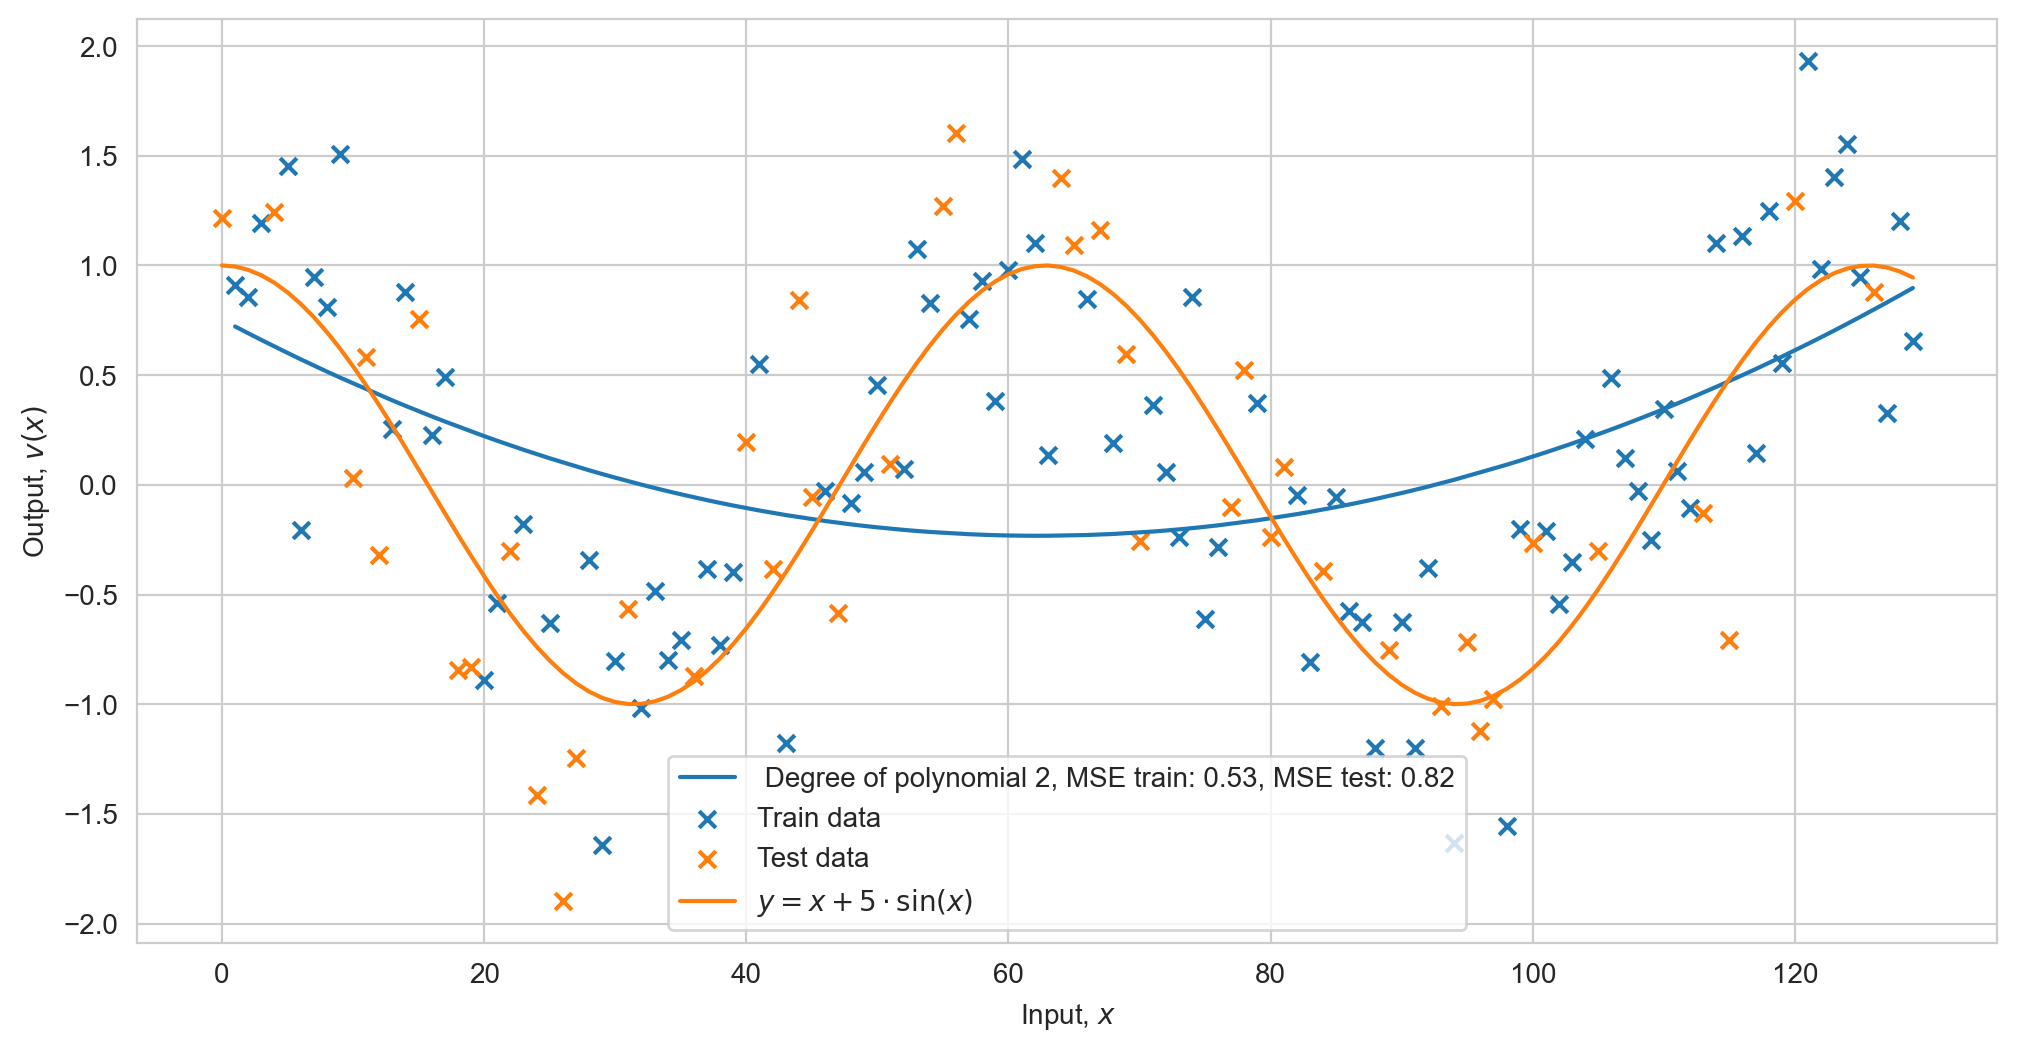 2.0
1.5
1.0
0.5
0.0
−0.5
−1.0
−1.5
−2.0
Output, v(x)
Degree of polynomial 2, MSE train: 0.53, MSE test: 0.82
Train data
Test data
y = x + 5 · sin(x)
0 20 40 60 80 100 120
Input, x